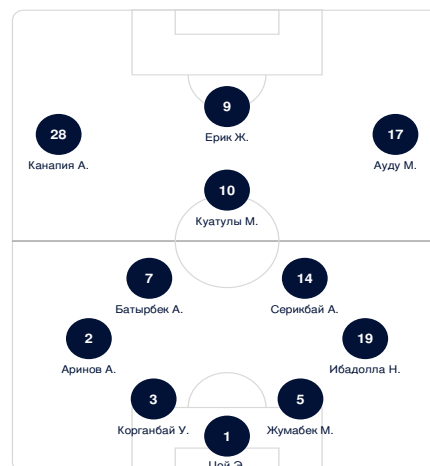 9
Ерик Ж.
28
Канапия А.
17
Ауду М.
10
Куатулы М.
7
Батырбек А.
14
Серикбай А.
2
Аринов А.
19
Ибадолла Н.
3
Корганбай У.
5
Жумабек М.
1
Цой Э.